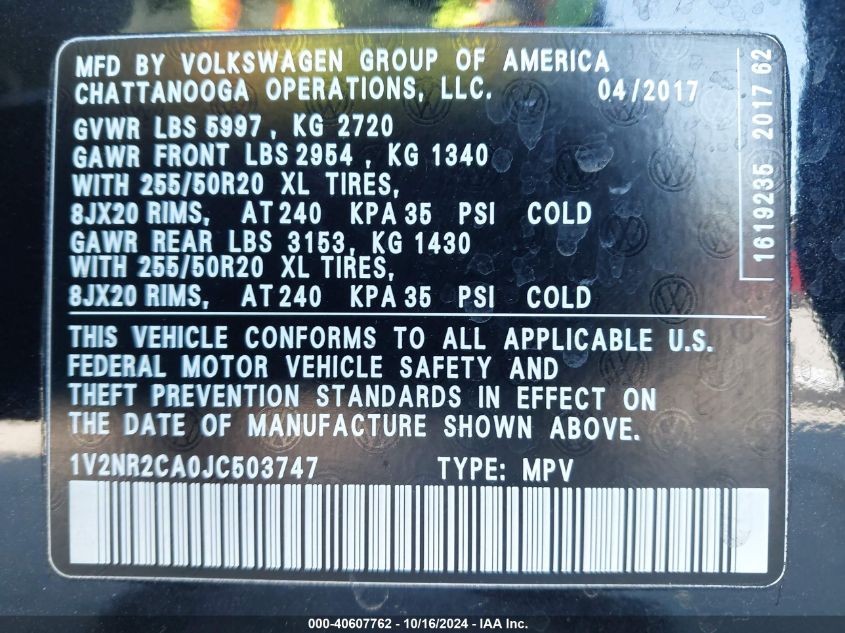 MFD BY VOLKSWAGEN GROUP OF AMERICA
CHATTANOOGA OPERATIONS, LLC. 04/2017
GVWR LBS 5997, KG 2720
GAWR FRONT LBS 2954, KG 1340
WITH 255/50R20 XL TIRES,
8JX20 RIMS, AT 240 KPA 35 PSI COLD
GAWR REAR LBS 3153, KG 1430
WITH 255/50R20 XL TIRES,
8JX20 RIMS, AT 240 KPA 35 PSI COLD
THIS VEHICLE CONFORMS TO ALL APPLICABLE U.S.
FEDERAL MOTOR VEHICLE SAFETY AND
THEFT PREVENTION STANDARDS IN EFFECT ON
THE DATE OF MANUFACTURE SHOWN ABOVE.
1V2NR2CA0JC503747 TYPE: MPV
1619235 2017 62
000-40607762 - 10/16/2024 - IAA Inc.